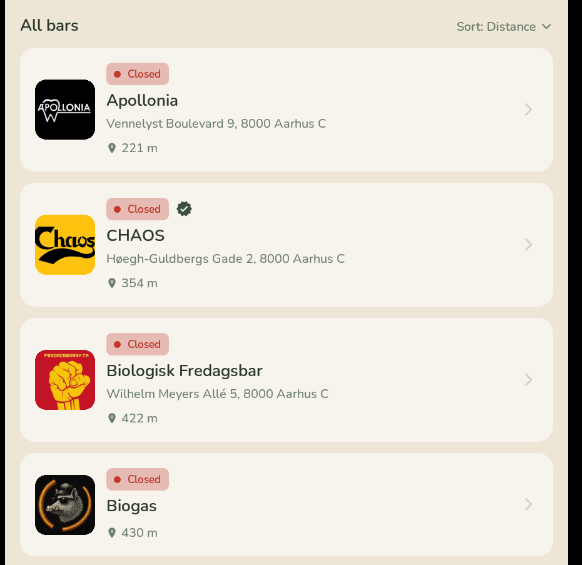 All bars
Sort: Distance
Closed
APOLLONIA
Apollonia
Vennelyst Boulevard 9, 8000 Aarhus C
221 m
Closed
Chaos
CHAOS
Høegh-Guldbergs Gade 2, 8000 Aarhus C
354 m
Closed
Biologisk Fredagsbar
Wilhelm Meyers Allé 5, 8000 Aarhus C
422 m
Closed
Biogas
430 m